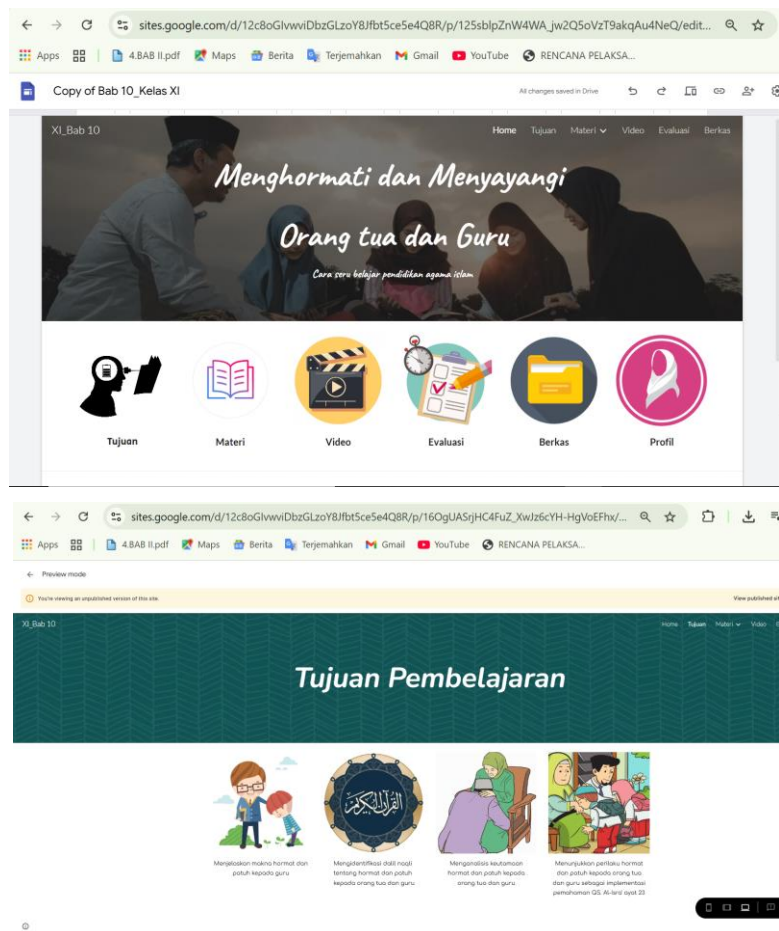 sites.google.com/d/12c8oGIvwviDbzGLzoY8Jfbt5ce5e4Q8R/p/125sblpZnW4WA_jw2Q5oVzT9akqAu4NeQ/edit...
Apps 4.BAB II.pdf Maps Berita Terjemahkan Gmail YouTube RENCANA PELAKSA...
Copy of Bab 10_Kelas XI All changes saved in Drive
XI_Bab 10 Home Tujuan Materi Video Evaluasi Berkas
Menghormati dan Menyayangi
Orang tua dan Guru
Cara seru belajar pendidikan agama islam
Tujuan Materi Video Evaluasi Berkas Profil
sites.google.com/d/12c8oGIvwviDbzGLzoY8Jfbt5ce5e4Q8R/p/16OgUASrjHC4FuZ_XwJz6cYH-HgVoEFhx/...
Apps 4.BAB II.pdf Maps Berita Terjemahkan Gmail YouTube RENCANA PELAKSA...
Preview mode
You're viewing an unpublished version of this site. View published si
XI_Bab 10 Home Tujuan Materi Video
Tujuan Pembelajaran
القرآن الكريم
Menjelaskan makna hormat dan Mengidentifikasi dalil naqli Menganalisis keutamaan Menunjukkan perilaku hormat
patuh kepada guru tentang hormat dan patuh hormat dan patuh kepada dan patuh kepada orang tua
kepada orang tua dan guru orang tua dan guru dan guru sebagai implementasi
pemahaman QS. Al-Isra' ayat 23